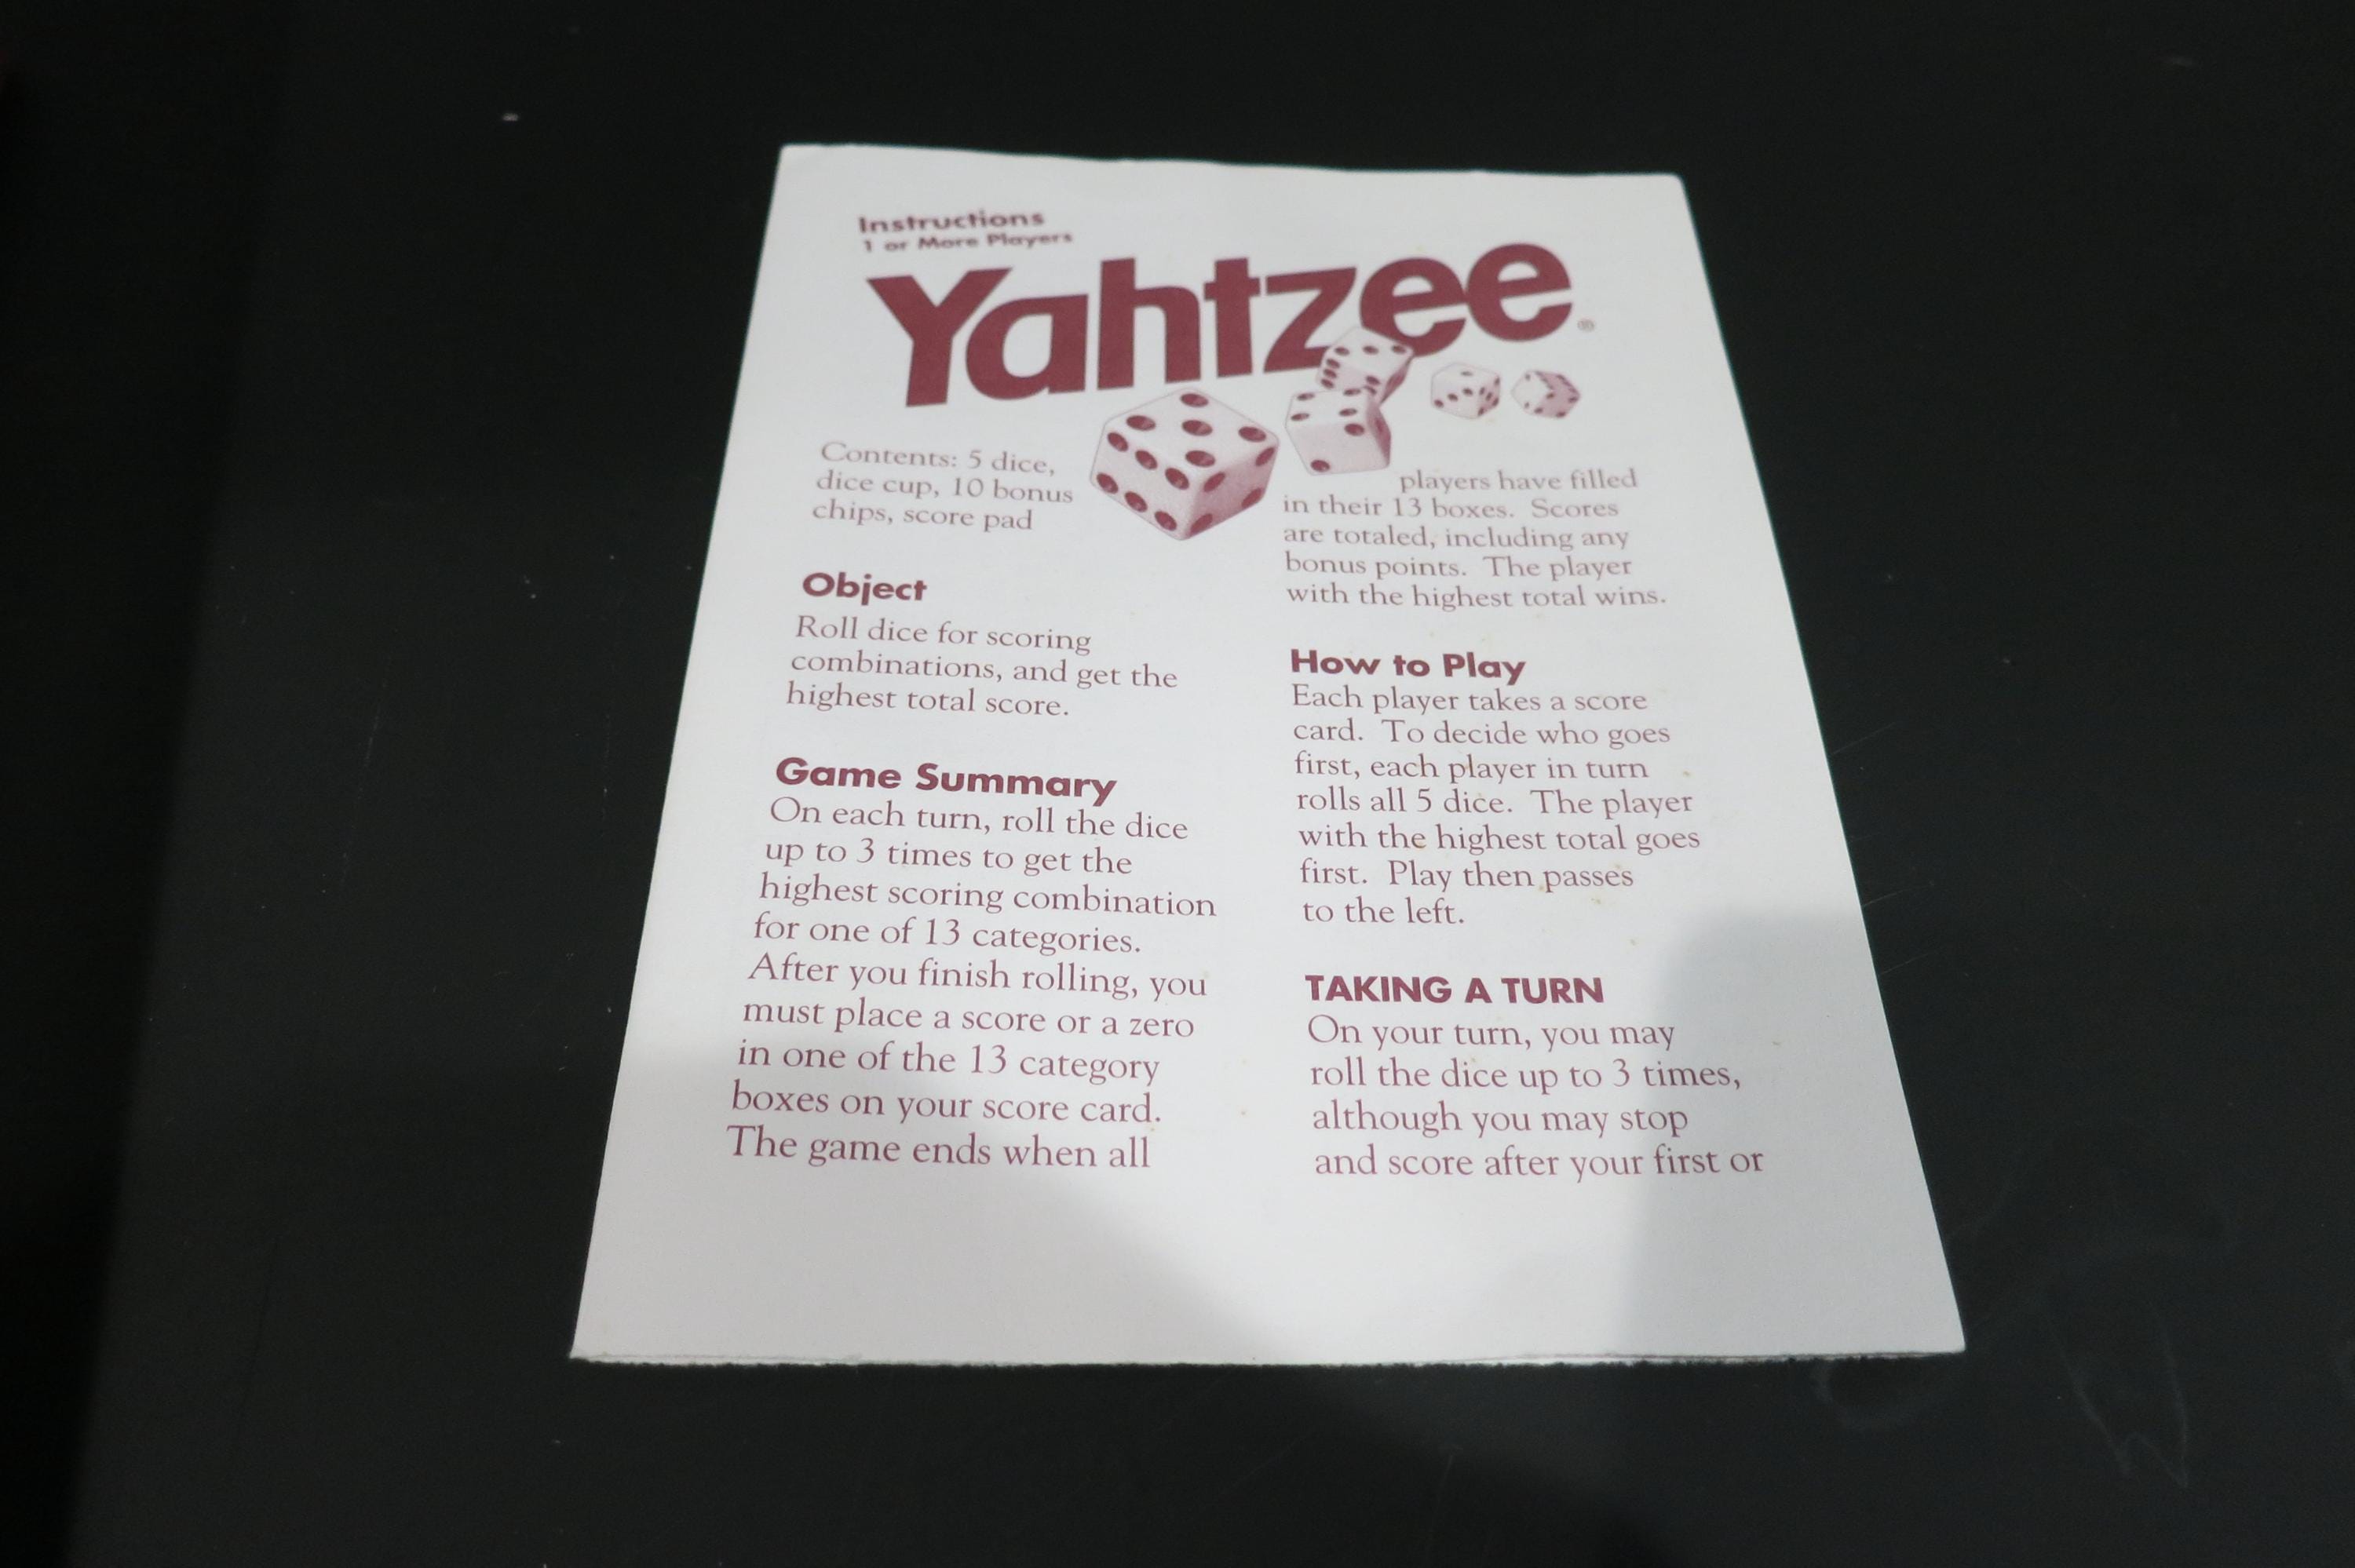 Instructions
1 or More Players
Yahtzee®
Contents: 5 dice,
dice cup, 10 bonus
chips, score pad
Object
Roll dice for scoring
combinations, and get the
highest total score.
Game Summary
On each turn, roll the dice
up to 3 times to get the
highest scoring combination
for one of 13 categories.
After you finish rolling, you
must place a score or a zero
in one of the 13 category
boxes on your score card.
The game ends when all
players have filled
in their 13 boxes. Scores
are totaled, including any
bonus points. The player
with the highest total wins.
How to Play
Each player takes a score
card. To decide who goes
first, each player in turn
rolls all 5 dice. The player
with the highest total goes
first. Play then passes
to the left.
TAKING A TURN
On your turn, you may
roll the dice up to 3 times,
although you may stop
and score after your first or